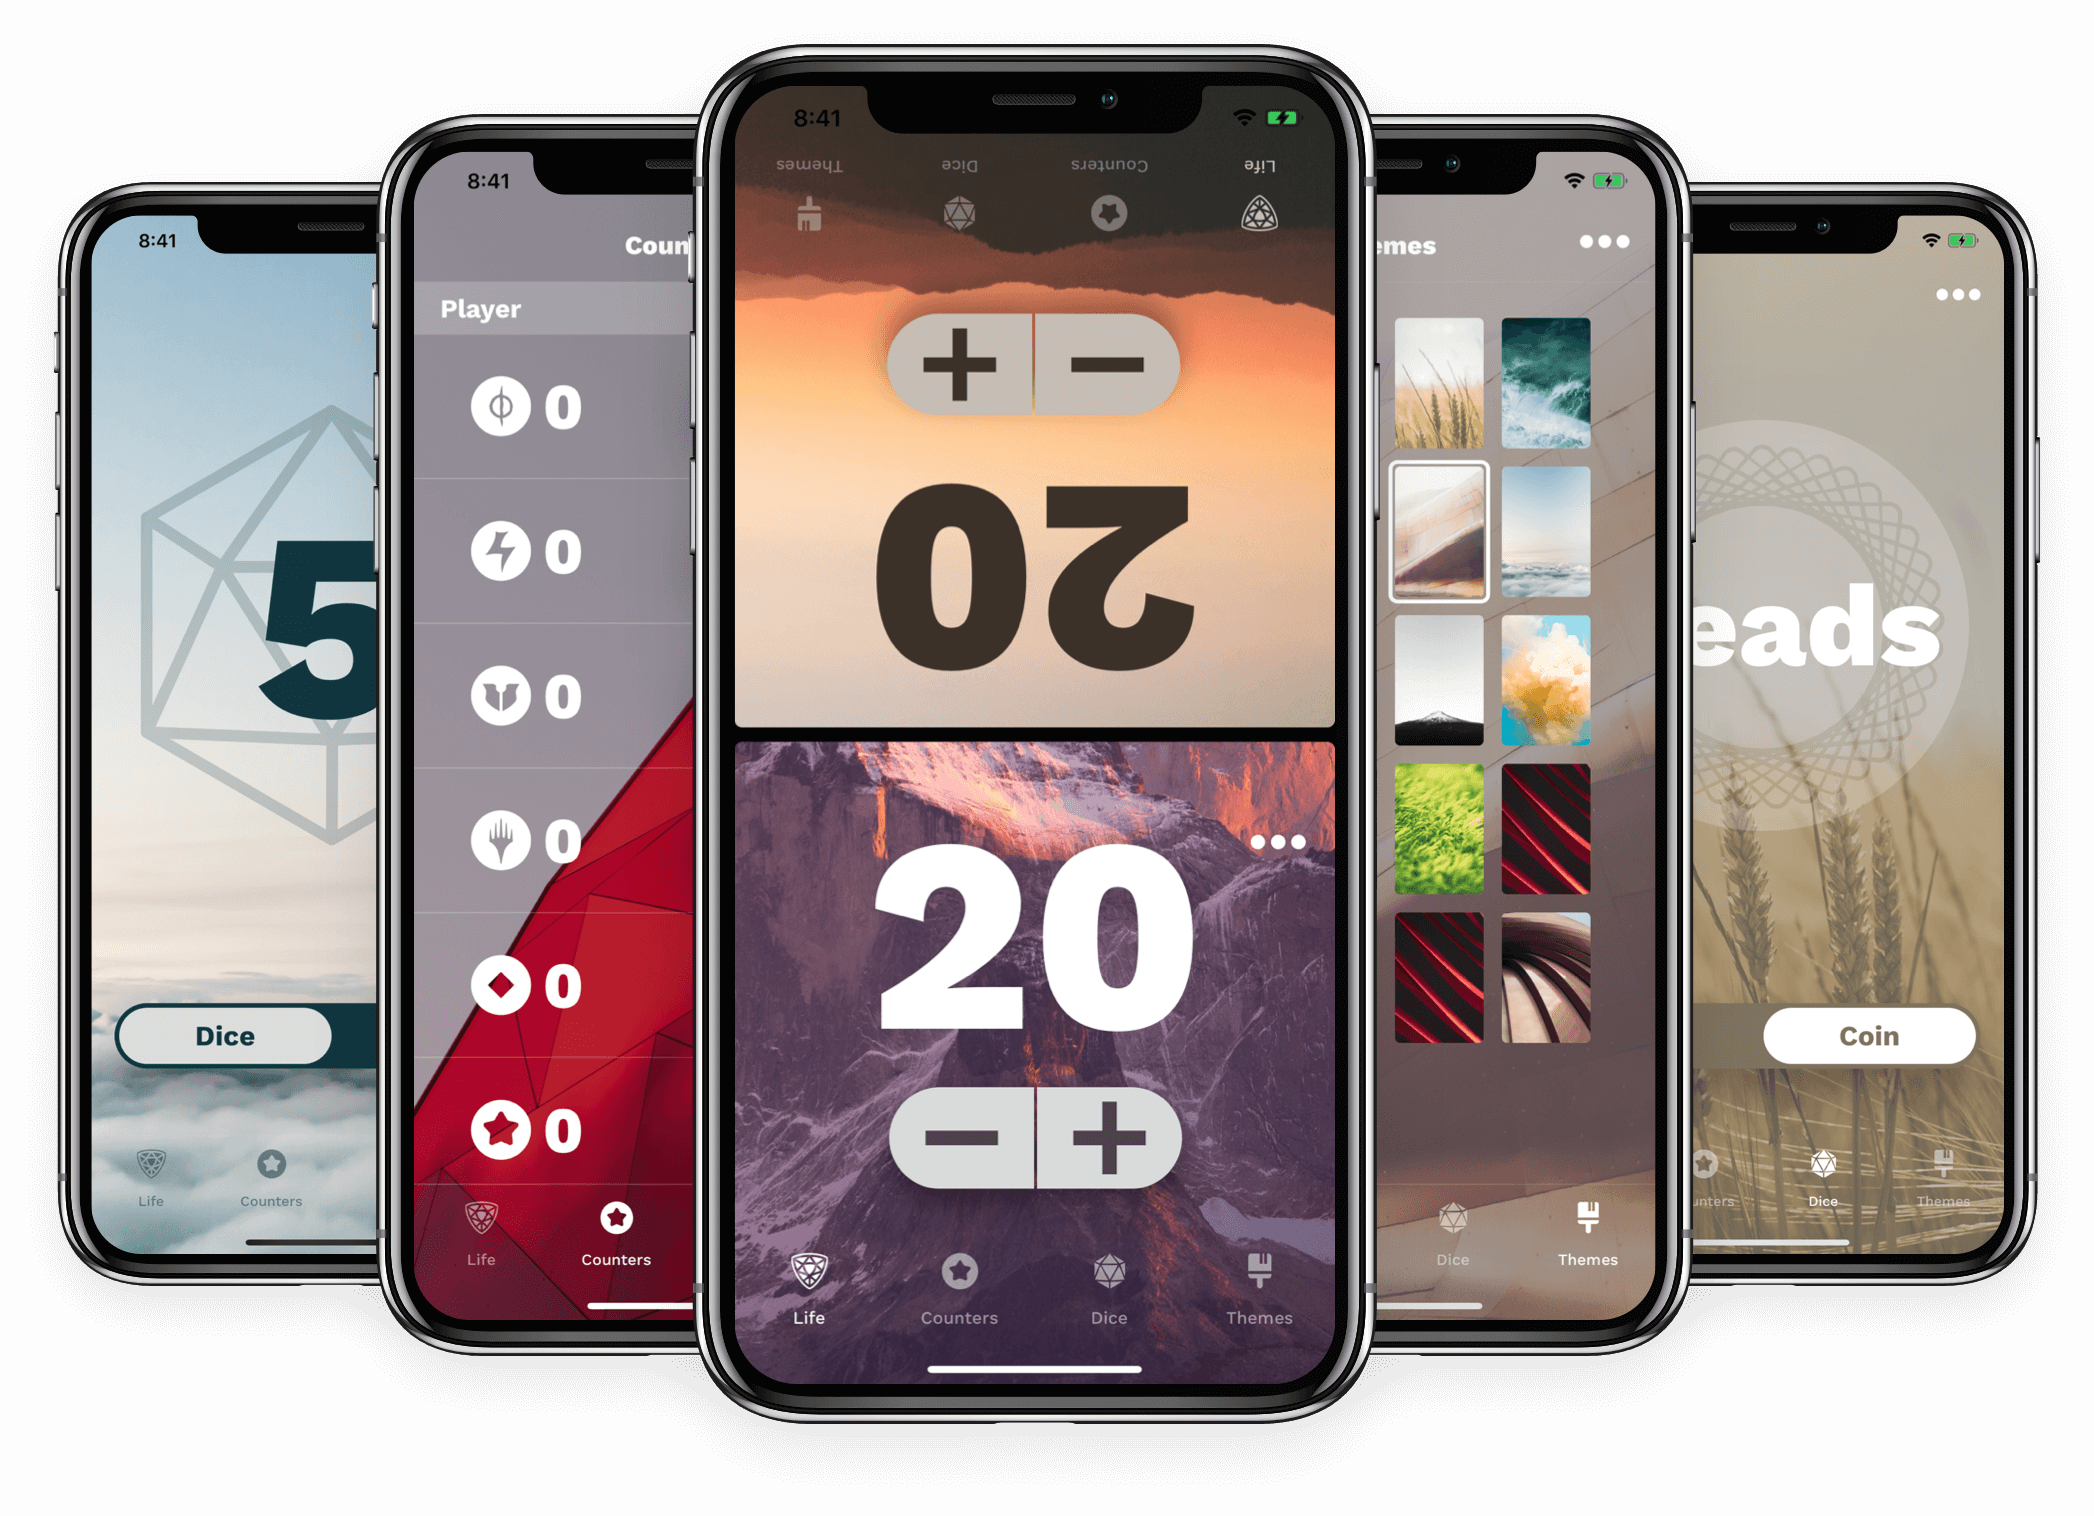 8:41
5
Dice
Life
Counters
8:41
Coun
Player
0
0
0
0
0
0
Life
Counters
8:41
Themes
Dice
Counters
Life
+ −
20
20
− +
Life
Counters
Dice
Themes
emes
Dice
Themes
eads
Coin
unters
Dice
Themes